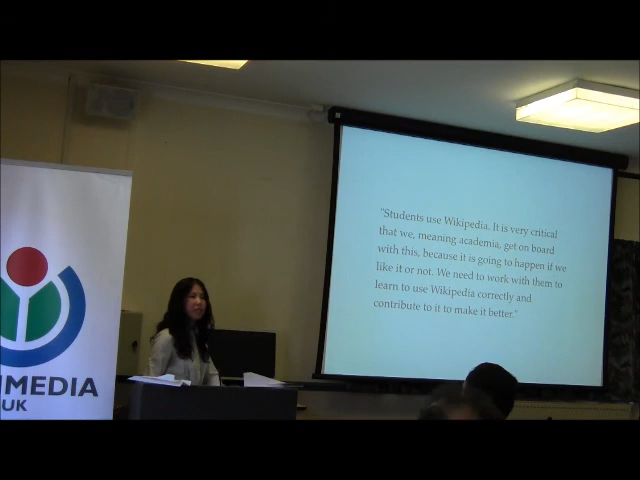 "Students use Wikipedia. It is very critical
that we, meaning academia, get on board
with this, because it is going to happen if we
like it or not. We need to work with them to
learn to use Wikipedia correctly and
contribute to it to make it better."
IMEDIA
UK